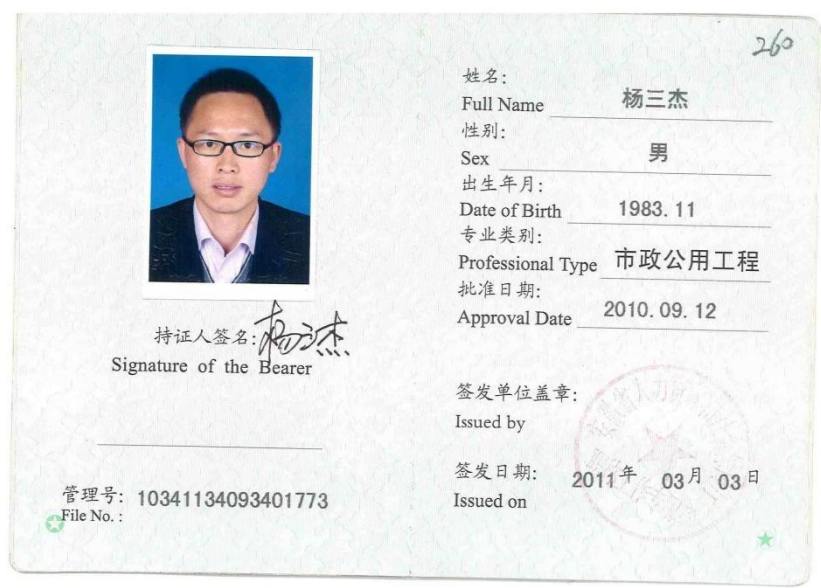 260
姓名:
Full Name 杨三杰
性别:
Sex 男
出生年月:
Date of Birth 1983.11
专业类别:
Professional Type 市政公用工程
批准日期:
Approval Date 2010.09.12
持证人签名: 杨三杰
Signature of the Bearer
签发单位盖章:
Issued by
签发日期: 2011年 03月 03日
Issued on
管理号: 10341134093401773
File No. :